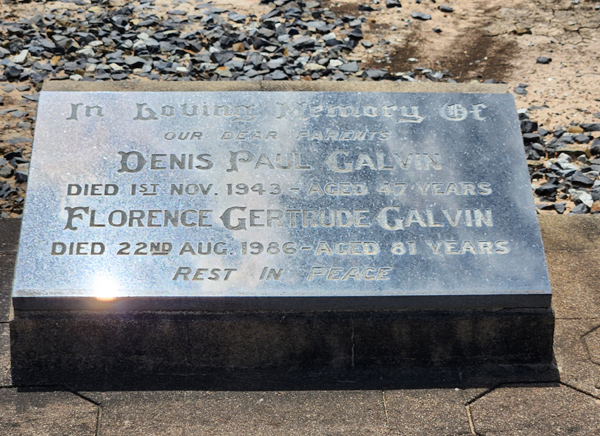 In Loving Memory Of
OUR DEAR PARENTS
DENIS PAUL GALVIN
DIED 1ST NOV. 1943 - AGED 47 YEARS
FLORENCE GERTRUDE GALVIN
DIED 22ND AUG. 1986 - AGED 81 YEARS
REST IN PEACE